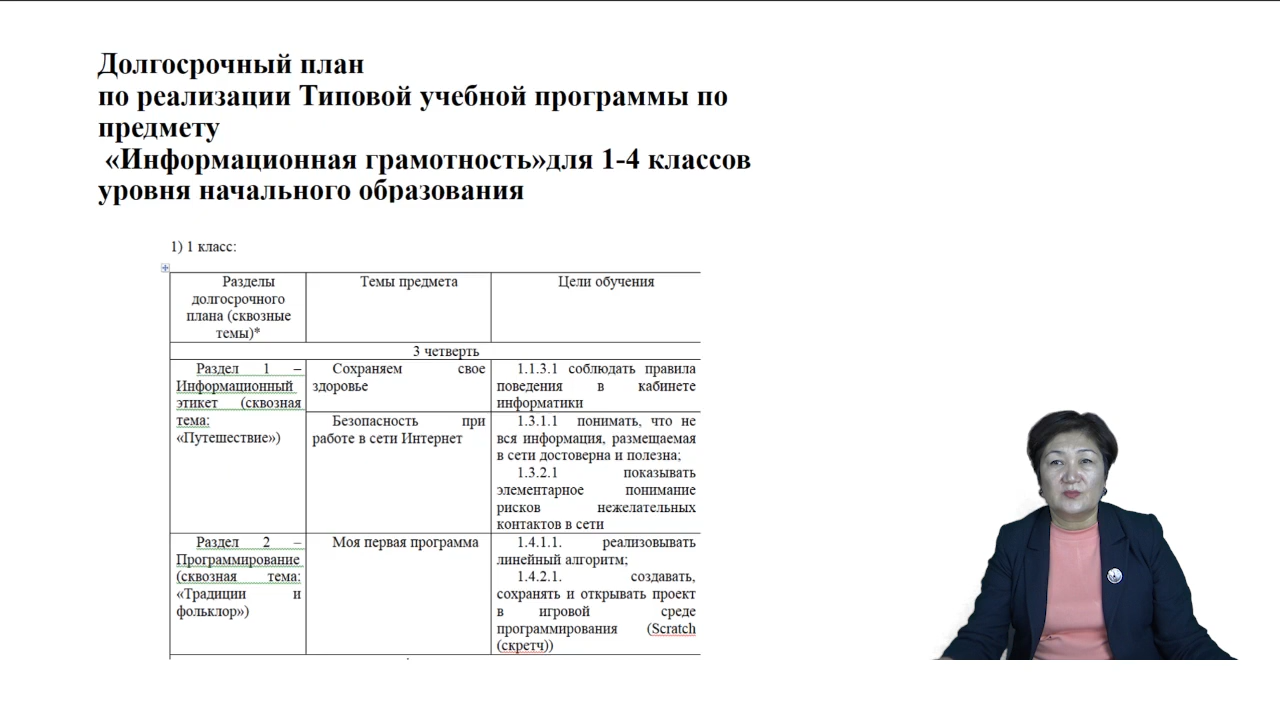 Долгосрочный план
по реализации Типовой учебной программы по
предмету
«Информационная грамотность»для 1-4 классов
уровня начального образования
1) 1 класс:
Разделы
долгосрочного
плана (сквозные
темы)*
Темы предмета
Цели обучения
3 четверть
Раздел 1 –
Информационный
этикет (сквозная
тема:
«Путешествие»)
Сохраняем свое
здоровье
1.1.3.1 соблюдать правила
поведения в кабинете
информатики
Безопасность при
работе в сети Интернет
1.3.1.1 понимать, что не
вся информация, размещаемая
в сети достоверна и полезна;
1.3.2.1 показывать
элементарное понимание
рисков нежелательных
контактов в сети
Раздел 2 –
Программирование
(сквозная тема:
«Традиции и
фольклор»)
Моя первая программа
1.4.1.1. реализовывать
линейный алгоритм;
1.4.2.1. создавать,
сохранять и открывать проект
в игровой среде
программирования (Scratch
(скретч))